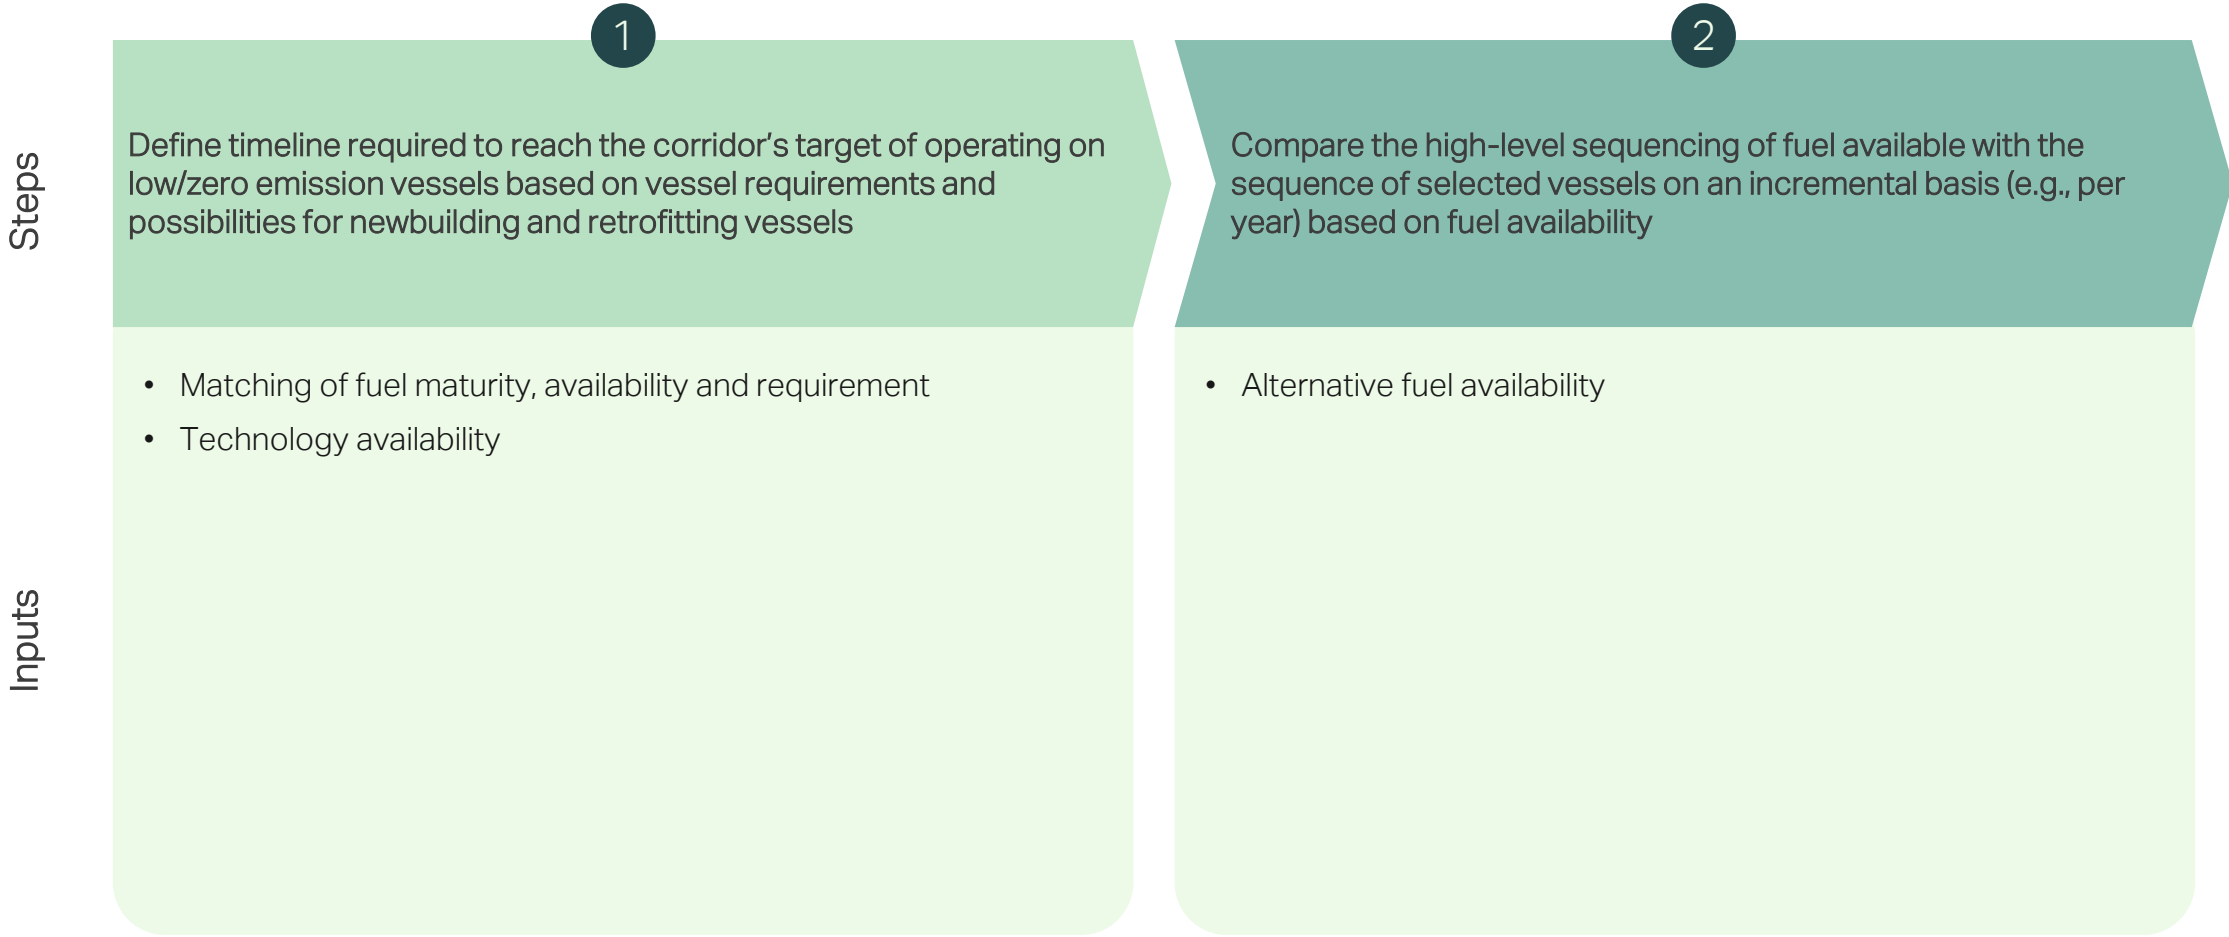 1
2
Steps
Define timeline required to reach the corridor’s target of operating on
low/zero emission vessels based on vessel requirements and
possibilities for newbuilding and retrofitting vessels
Compare the high-level sequencing of fuel available with the
sequence of selected vessels on an incremental basis (e.g., per
year) based on fuel availability
Inputs
• Matching of fuel maturity, availability and requirement
• Technology availability
• Alternative fuel availability